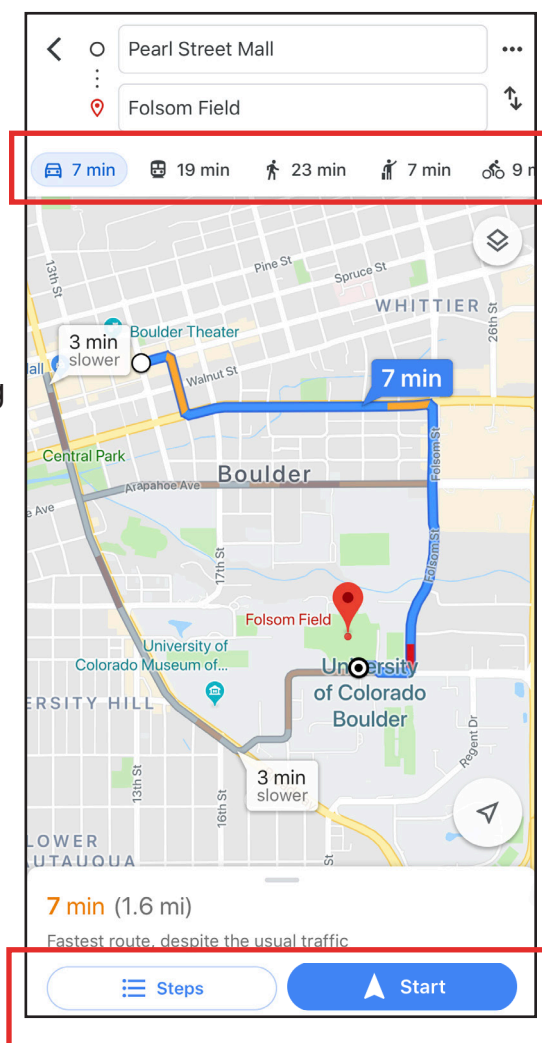 Pearl Street Mall
Folsom Field
7 min 19 min 23 min 7 min 9 m
Pine St
Spruce St
13th St
WHITTIER
26th St
Boulder Theater
3 min
slower
all
Walnut St
7 min
g
Central Park
Folsom St
Boulder
Arapahoe Ave
e Ave
Folsom St
17th St
Folsom Field
University of
Colorado Museum of...
University
of Colorado
Boulder
ERSITY HILL
Regent Dr
3 min
slower
13th St
16th St
LOWER
UTAUQUA
St
7 min (1.6 mi)
Fastest route, despite the usual traffic
Steps Start